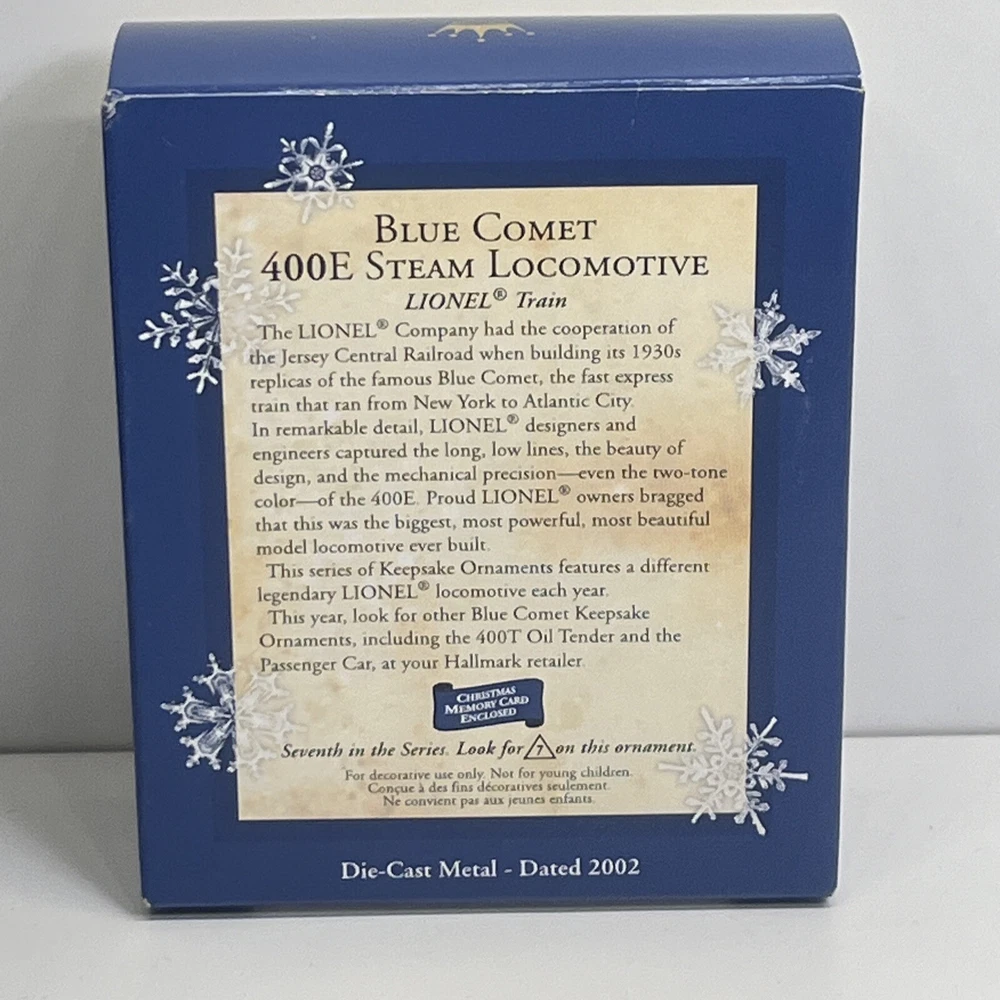 BLUE COMET
400E STEAM LOCOMOTIVE
LIONEL® Train
The LIONEL® Company had the cooperation of
the Jersey Central Railroad when building its 1930s
replicas of the famous Blue Comet, the fast express
train that ran from New York to Atlantic City.
In remarkable detail, LIONEL® designers and
engineers captured the long, low lines, the beauty of
design, and the mechanical precision—even the two-tone
color—of the 400E. Proud LIONEL® owners bragged
that this was the biggest, most powerful, most beautiful
model locomotive ever built.
This series of Keepsake Ornaments features a different
legendary LIONEL® locomotive each year.
This year, look for other Blue Comet Keepsake
Ornaments, including the 400T Oil Tender and the
Passenger Car, at your Hallmark retailer.
CHRISTMAS
MEMORY CARD
ENCLOSED
Seventh in the Series. Look for 7 on this ornament.
For decorative use only. Not for young children.
Conçue à des fins décoratives seulement.
Ne convient pas aux jeunes enfants.
Die-Cast Metal - Dated 2002